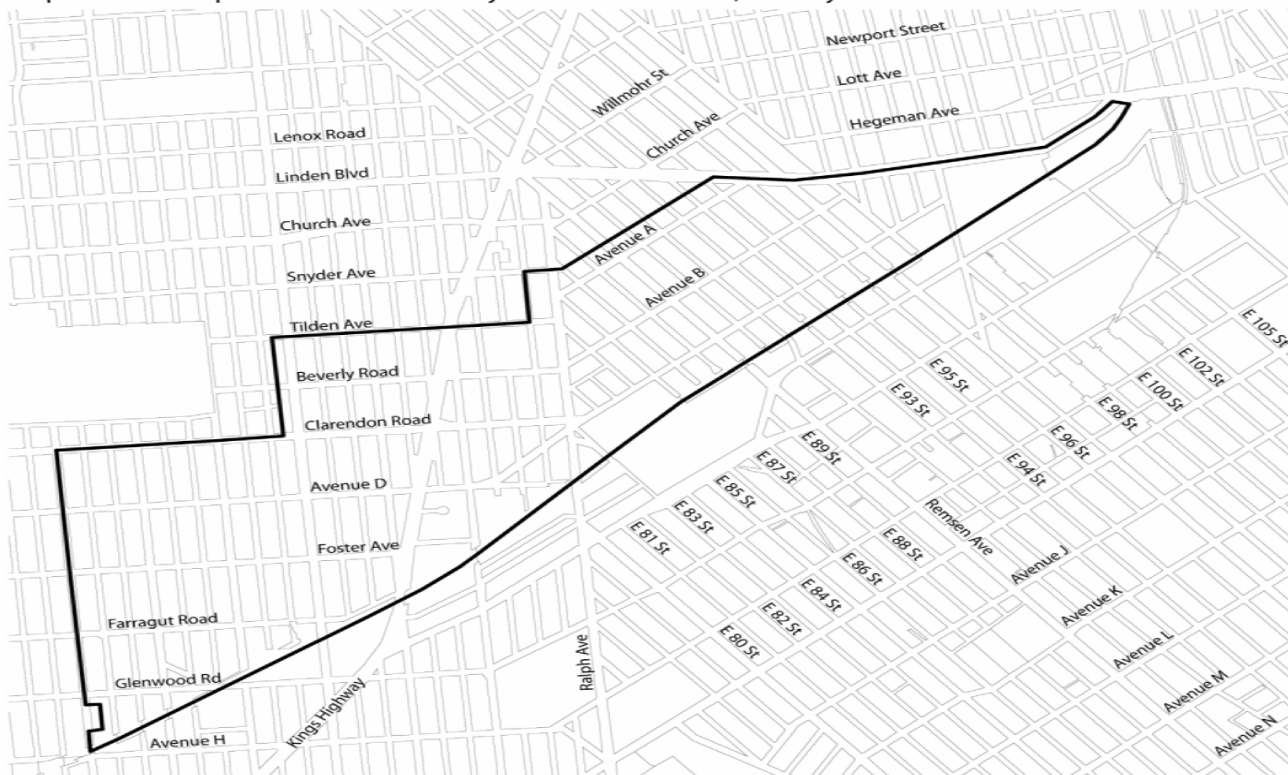 Newport Street
Lott Ave
Willmohr St
Hegeman Ave
Church Ave
Lenox Road
Linden Blvd
Church Ave
Avenue A
Snyder Ave
Avenue B
Tilden Ave
E 105 St
Beverly Road
E 95 St
E 102 St
E 93 St
E 100 St
E 98 St
Clarendon Road
E 96 St
E 89 St
E 94 St
E 87 St
Avenue D
E 85 St
E 83 St
Remsen Ave
E 81 St
Foster Ave
E 88 St
Avenue J
E 86 St
E 84 St
Avenue K
Farragut Road
E 82 St
E 80 St
Avenue L
Ralph Ave
Glenwood Rd
Avenue M
Kings Highway
Avenue H
Avenue N